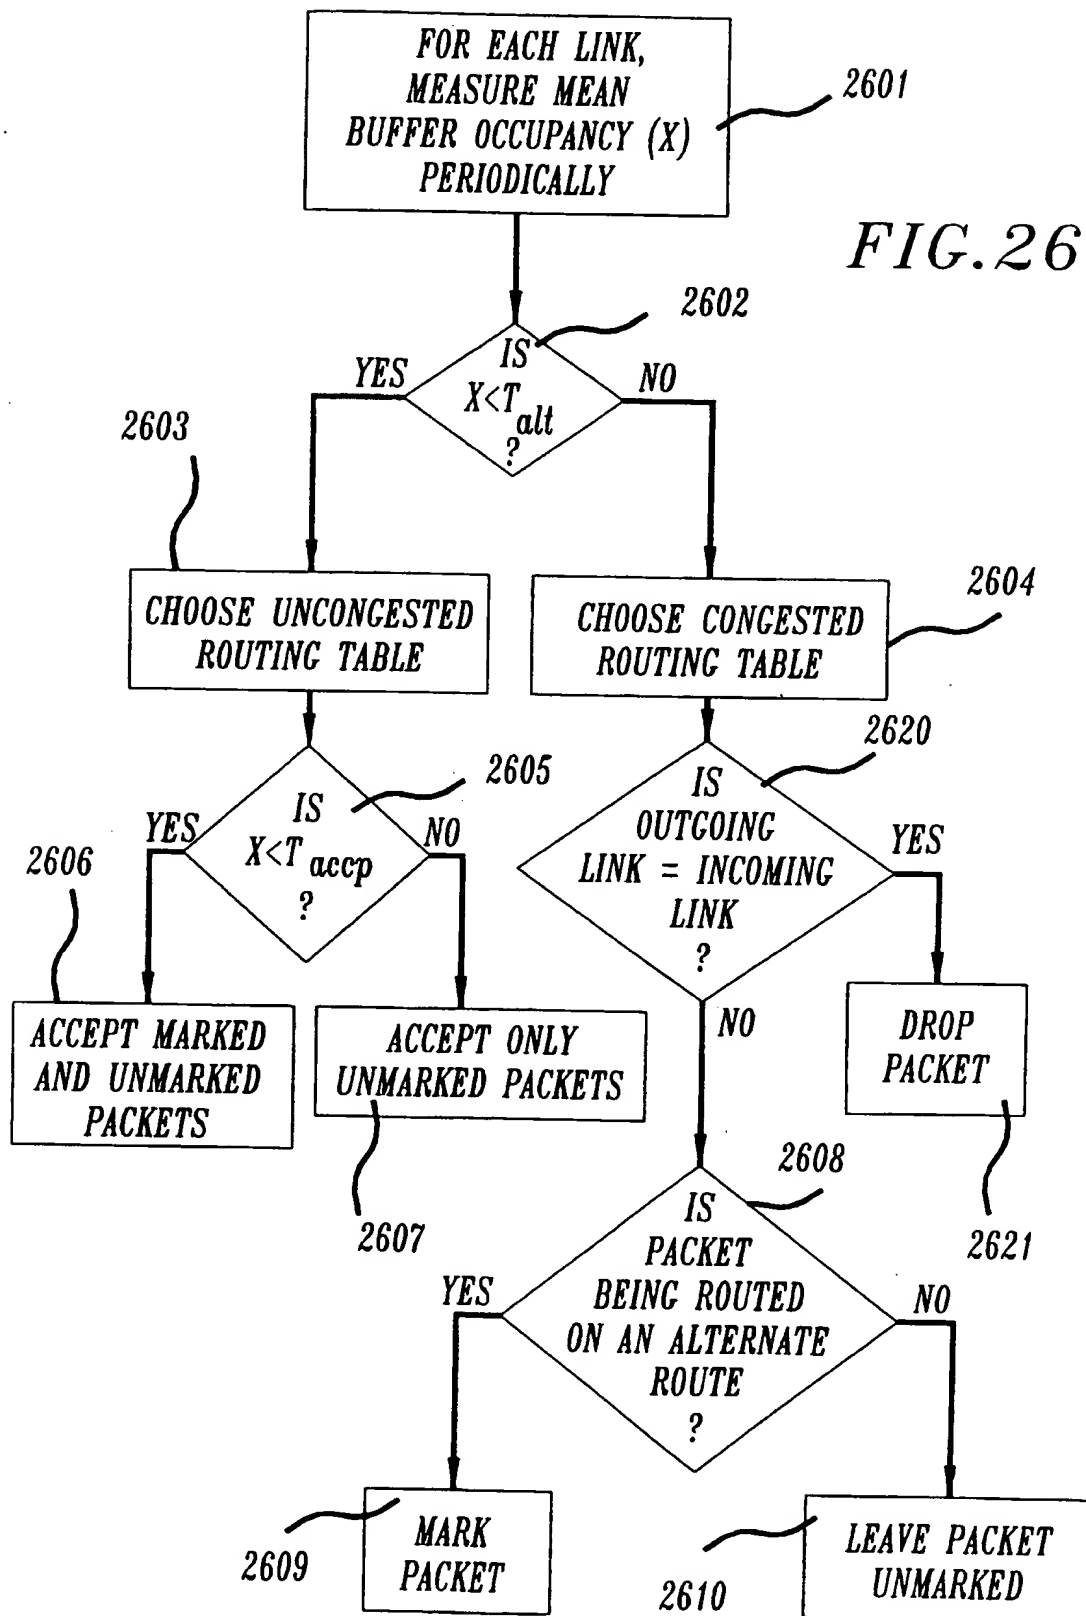 FOR EACH LINK,
MEASURE MEAN
BUFFER OCCUPANCY (X)
PERIODICALLY
2601
FIG.26
2602
IS
X<T alt
?
YES
NO
2603
CHOOSE UNCONGESTED
ROUTING TABLE
CHOOSE CONGESTED
ROUTING TABLE
2604
2605
IS
X<T accp
?
YES
NO
2606
ACCEPT MARKED
AND UNMARKED
PACKETS
ACCEPT ONLY
UNMARKED PACKETS
2607
2620
IS
OUTGOING
LINK = INCOMING
LINK
?
YES
NO
DROP
PACKET
2621
2608
IS
PACKET
BEING ROUTED
ON AN ALTERNATE
ROUTE
?
YES
NO
MARK
PACKET
2609
LEAVE PACKET
UNMARKED
2610